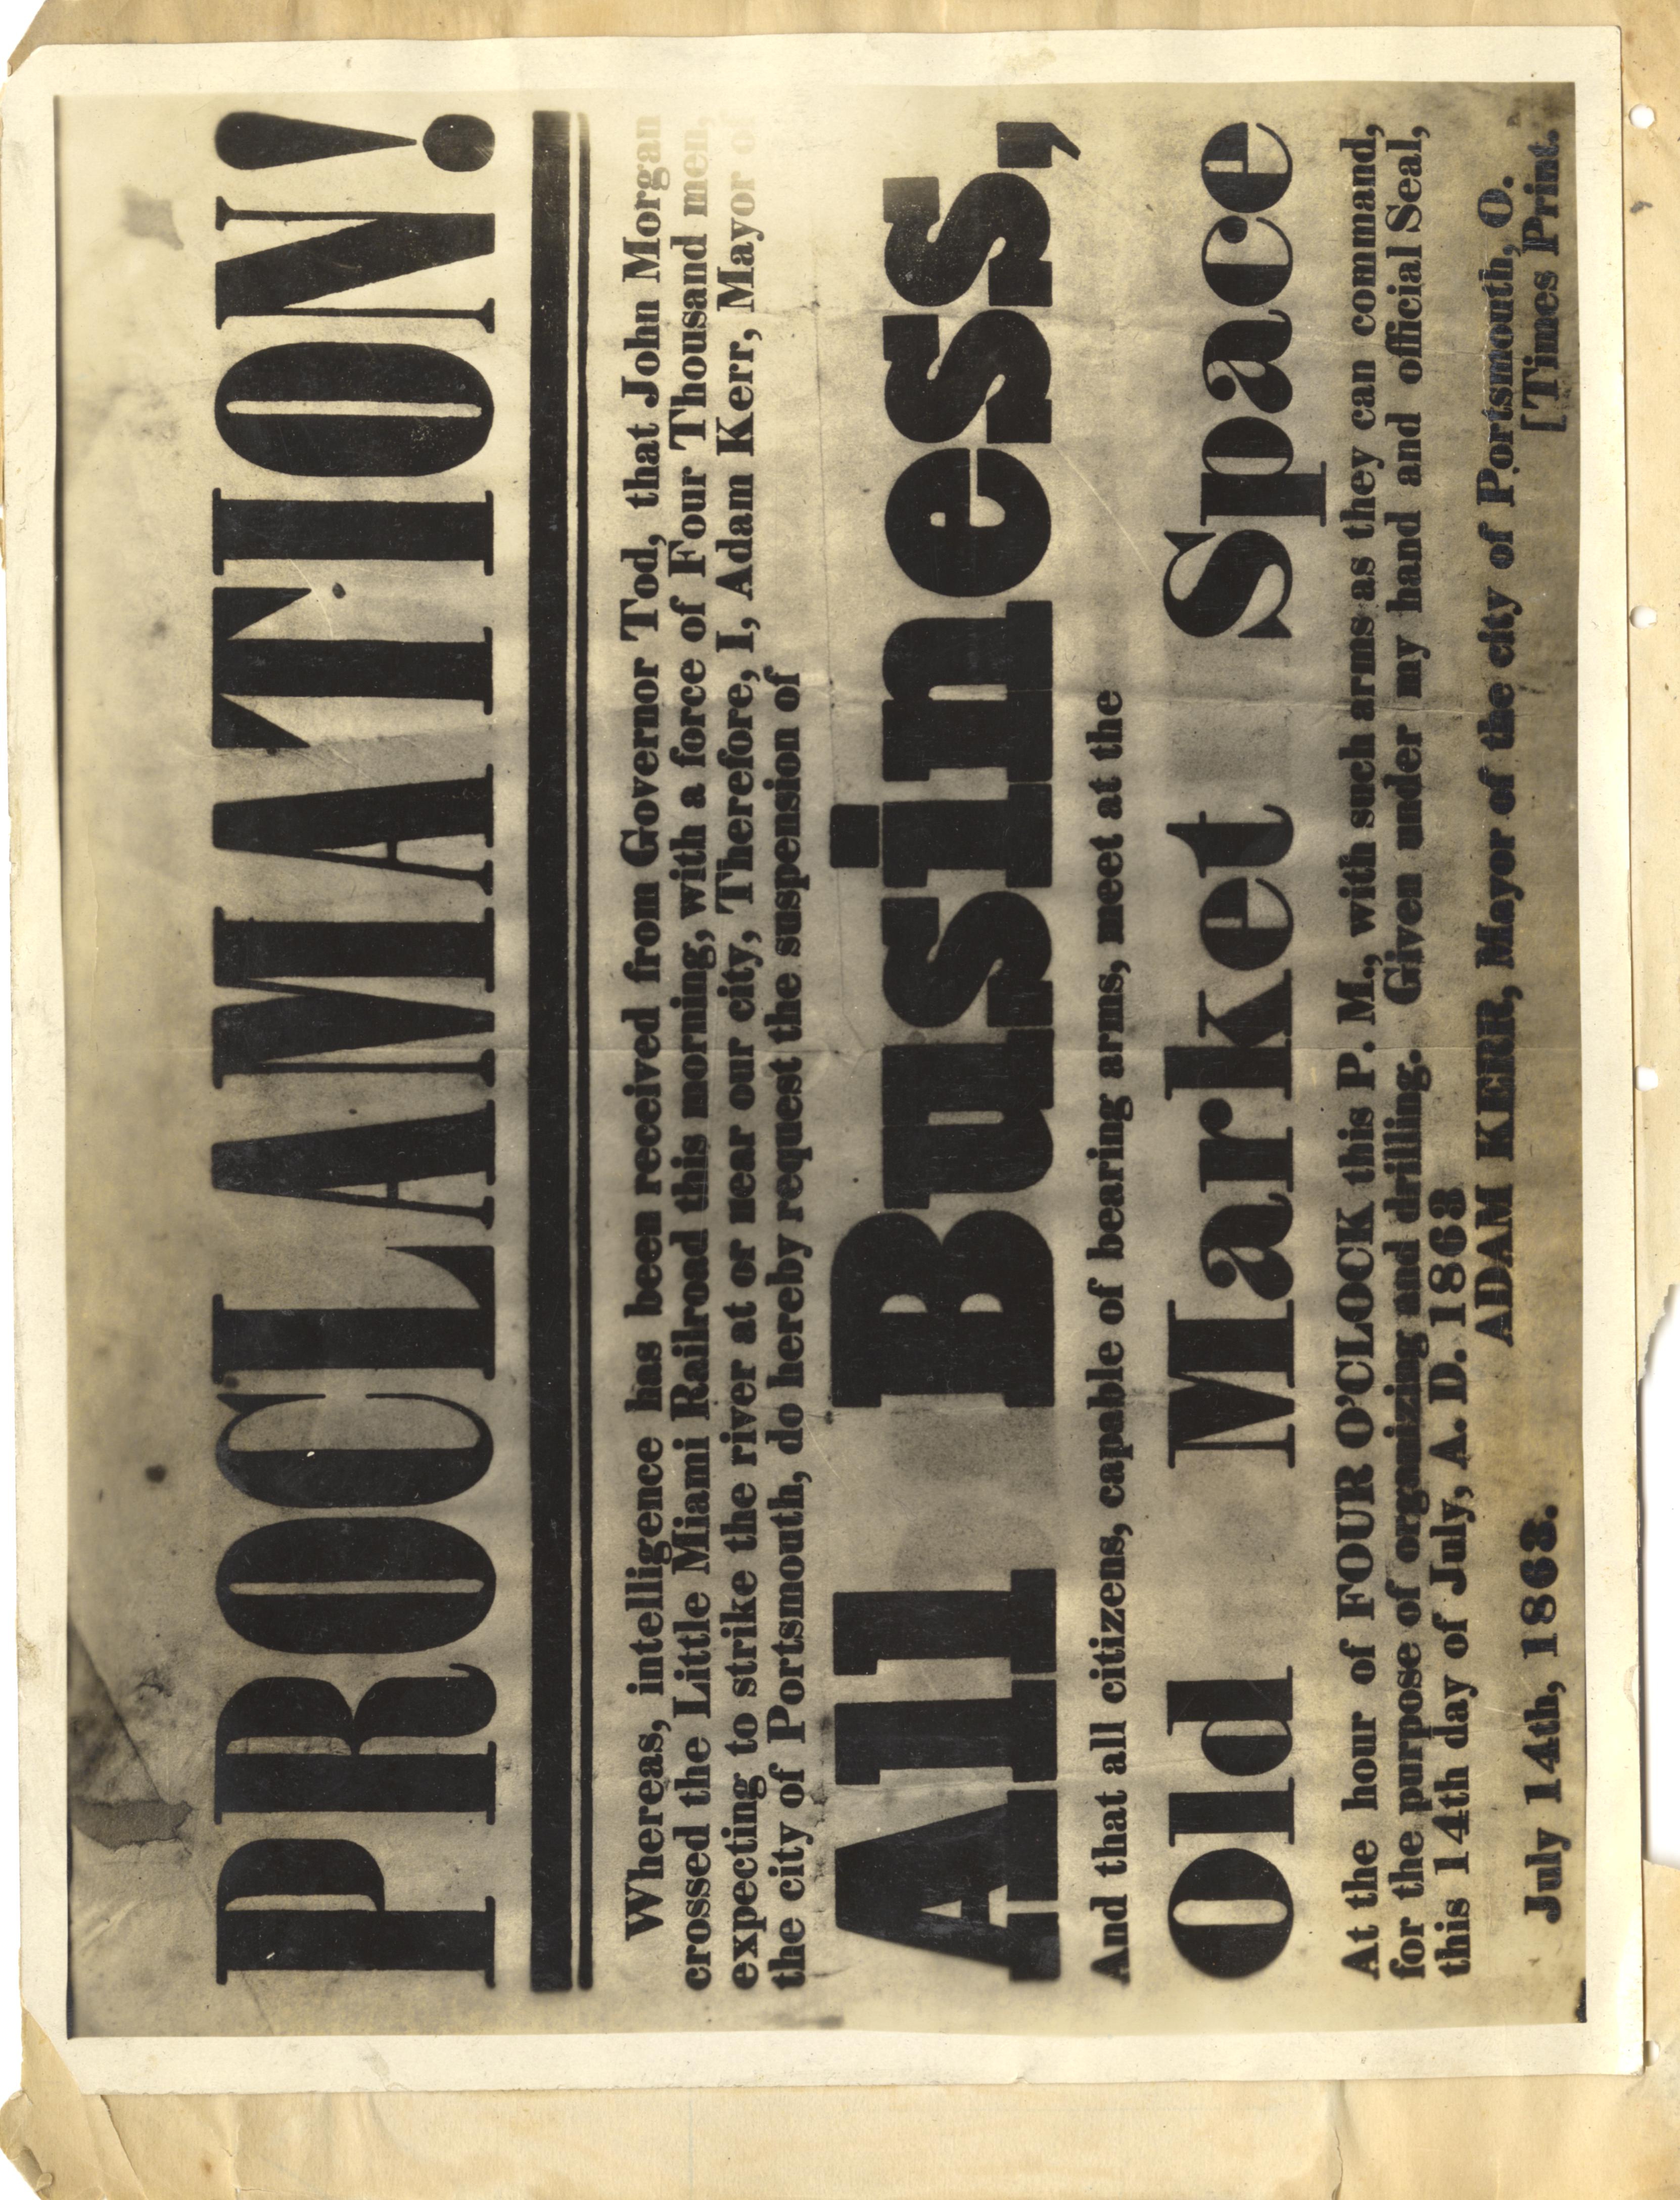 PROCLAMATION!
Whereas, intelligence has been received from Governor Tod, that John Morgan
crossed the Little Miami Railroad this morning, with a force of Four Thousand men,
expecting to strike the river at or near our city, Therefore, I, Adam Kerr, Mayor of
the city of Portsmouth, do hereby request the suspension of
All Business,
And that all citizens, capable of bearing arms, meet at the
Old Market Space
At the hour of FOUR O'CLOCK this P. M., with such arms as they can command,
for the purpose of organizing and drilling. Given under my hand and official Seal,
this 14th day of July, A. D. 1863
ADAM KERR, Mayor of the city of Portsmouth, O.
July 14th, 1863. [Times Print.